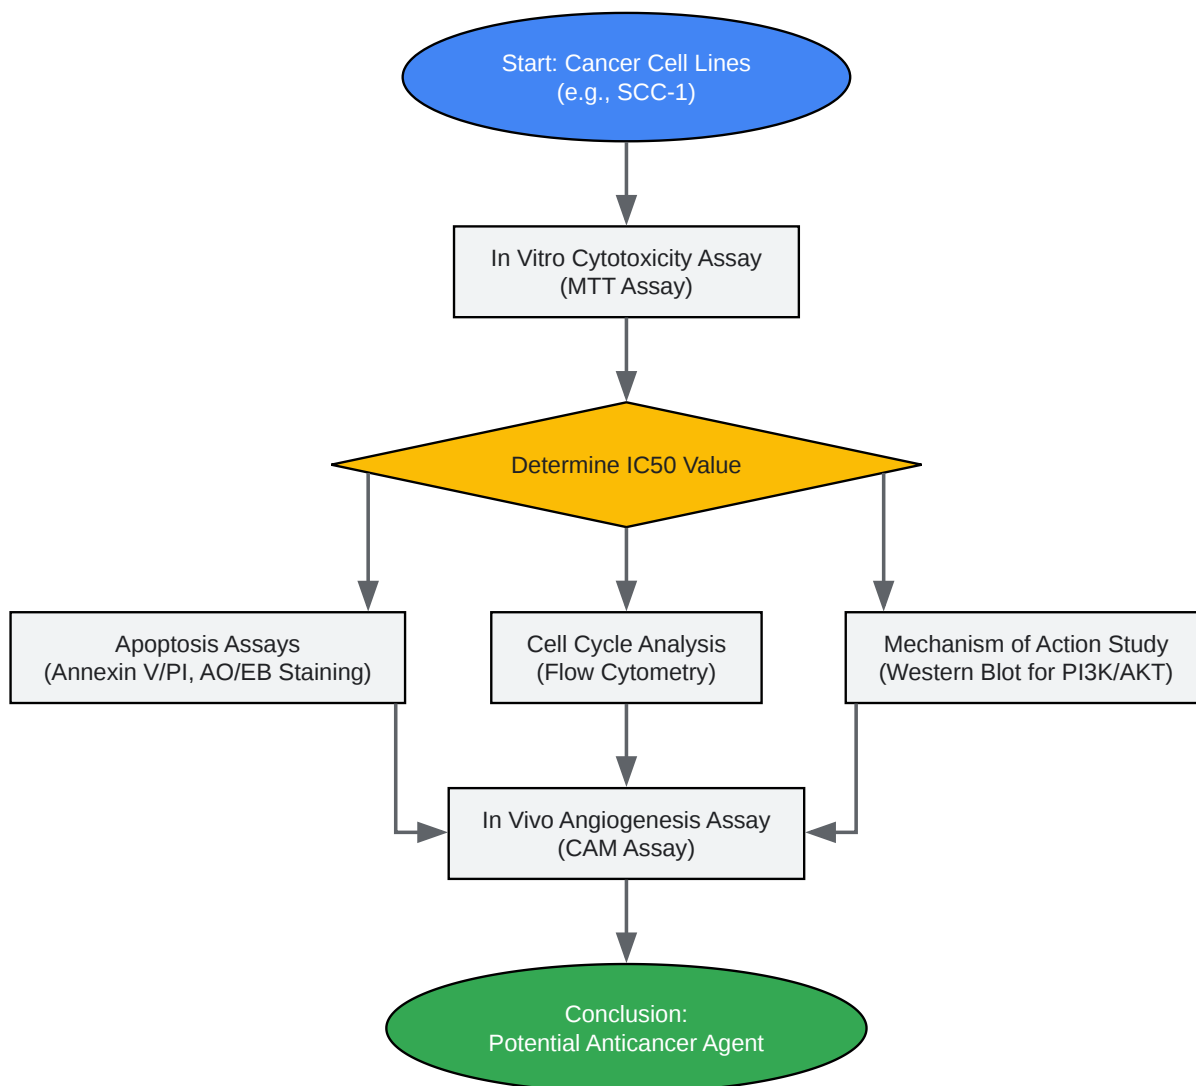 Start: Cancer Cell Lines
(e.g., SCC-1)
In Vitro Cytotoxicity Assay
(MTT Assay)
Determine IC50 Value
Apoptosis Assays
(Annexin V/PI, AO/EB Staining)
Cell Cycle Analysis
(Flow Cytometry)
Mechanism of Action Study
(Western Blot for PI3K/AKT)
In Vivo Angiogenesis Assay
(CAM Assay)
Conclusion:
Potential Anticancer Agent